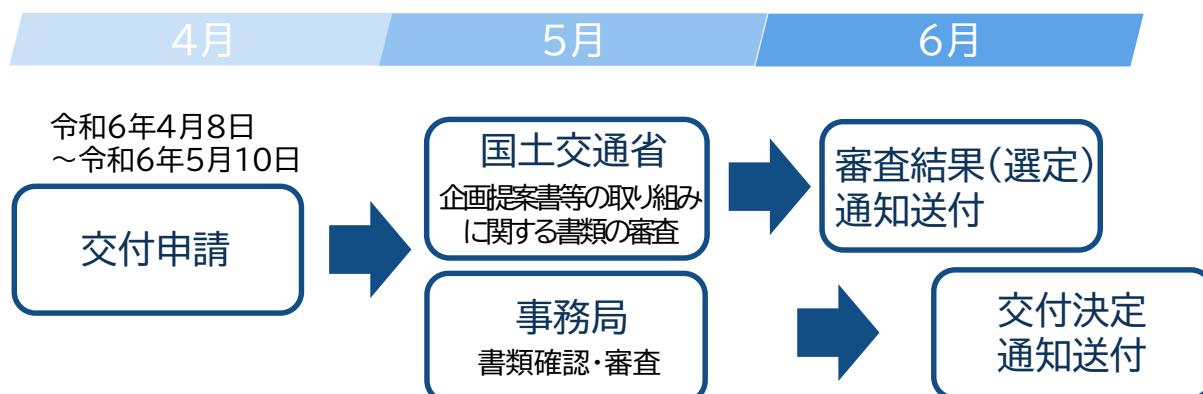 4月
5月
6月
令和6年4月8日
～令和6年5月10日
交付申請
国土交通省
企画提案書等の取り組み
に関する書類の審査
審査結果(選定)
通知送付
事務局
書類確認・審査
交付決定
通知送付